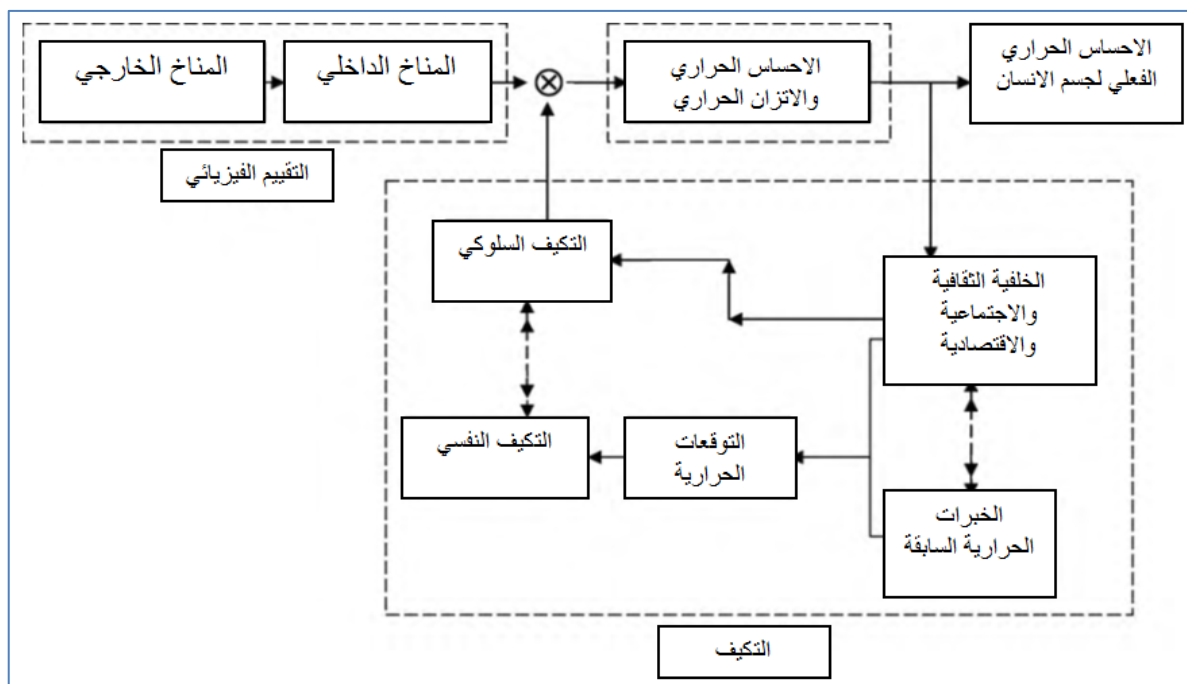 المناخ الخارجي
المناخ الداخلي
الاحساس الحراري
والاتزان الحراري
الاحساس الحراري
الفعلي لجسم الانسان
التقييم الفيزيائي
التكيف السلوكي
الخلفية الثقافية
والاجتماعية
والاقتصادية
التكيف النفسي
التوقعات
الحرارية
الخبرات
الحرارية السابقة
التكيف